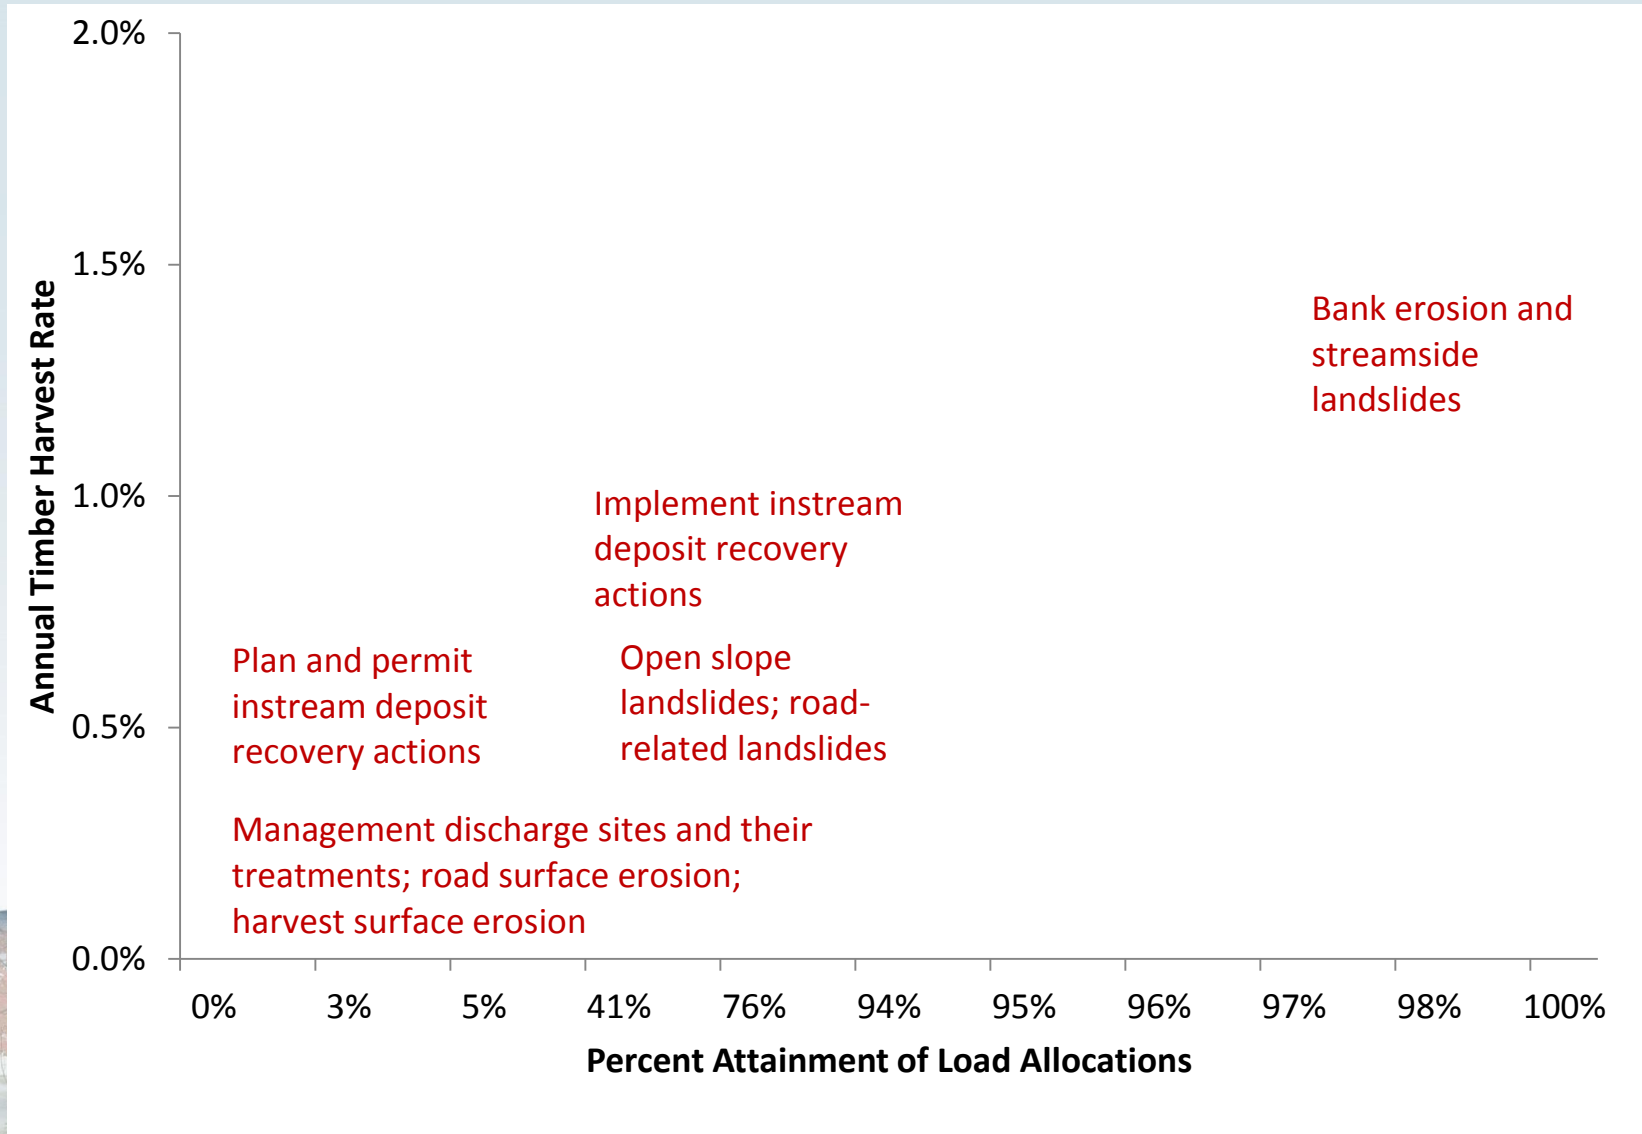 2.0%
1.5%
1.0%
0.5%
0.0%
Annual Timber Harvest Rate
Bank erosion and
streamside
landslides
Implement instream
deposit recovery
actions
Plan and permit
instream deposit
recovery actions
Open slope
landslides; road-
related landslides
Management discharge sites and their
treatments; road surface erosion;
harvest surface erosion
0% 3% 5% 41% 76% 94% 95% 96% 97% 98% 100%
Percent Attainment of Load Allocations